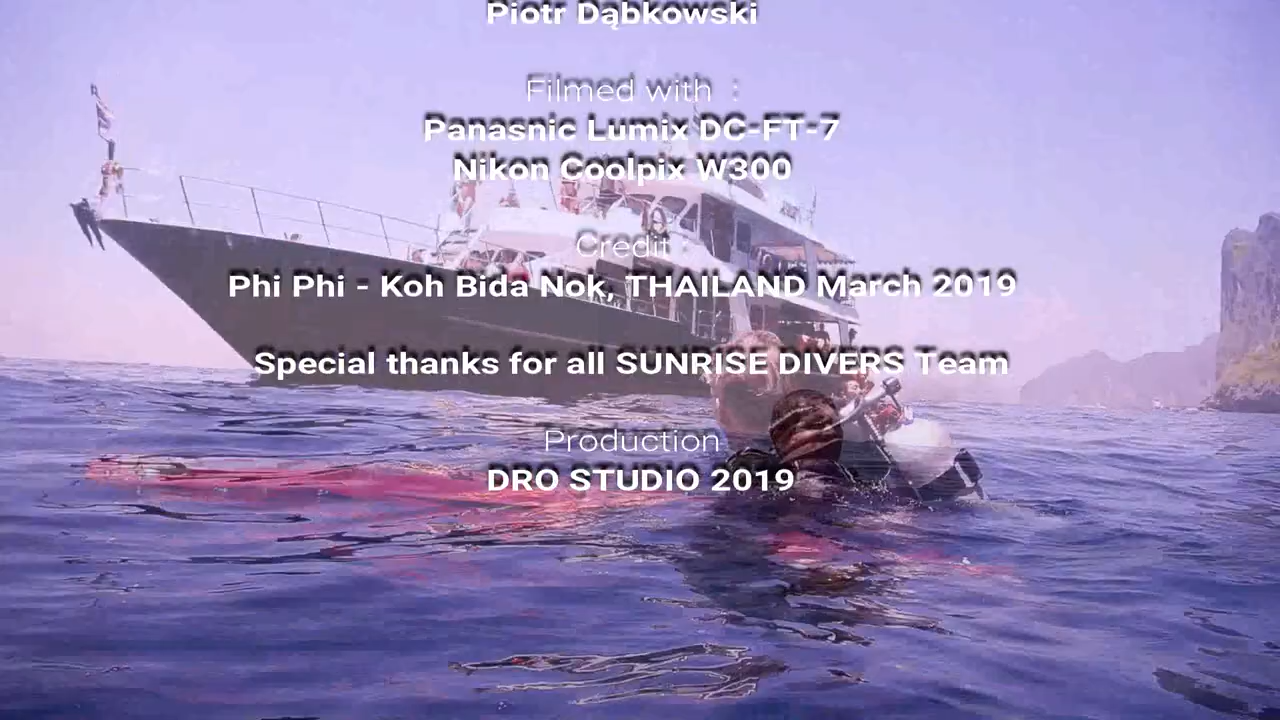 Piotr Dąbkowski
Filmed with :
Panasnic Lumix DC-FT-7
Nikon Coolpix W300
Credit :
Phi Phi - Koh Bida Nok, THAILAND March 2019
Special thanks for all SUNRISE DIVERS Team
Production
DRO STUDIO 2019